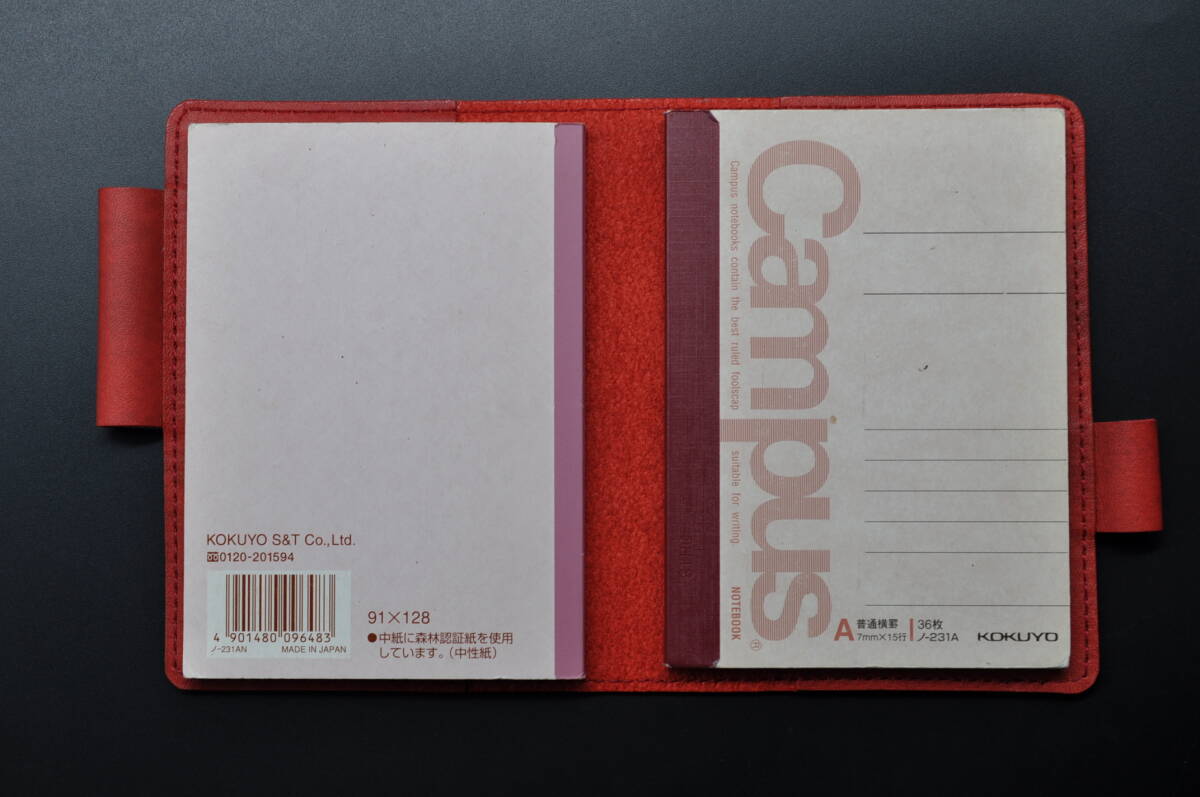 KOKUYO S&T Co.,Ltd.
0120-201594
4 901480 096483
ノ-231AN MADE IN JAPAN
91×128
●中紙に森林認証紙を使用
しています。（中性紙）
Campus
Campus notebooks contain the best ruled foolscap suitable for writing
NOTEBOOK
®
A 普通横罫 36枚
7mm×15行 ノ-231A
KOKUYO